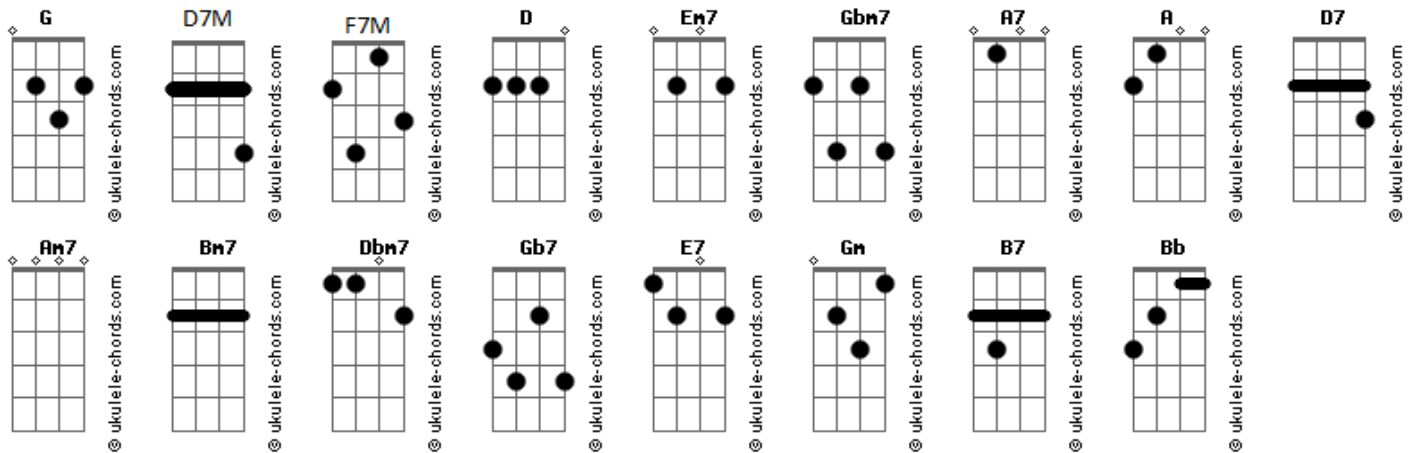 G D7M F7M D Em7 Gbm7 A7 A D7
© ukulele-chords.com © ukulele-chords.com © ukulele-chords.com © ukulele-chords.com © ukulele-chords.com © ukulele-chords.com © ukulele-chords.com © ukulele-chords.com © ukulele-chords.com
Am7 Bm7 Dbm7 Gb7 E7 Gm B7 Bb
© ukulele-chords.com © ukulele-chords.com © ukulele-chords.com © ukulele-chords.com © ukulele-chords.com © ukulele-chords.com © ukulele-chords.com © ukulele-chords.com